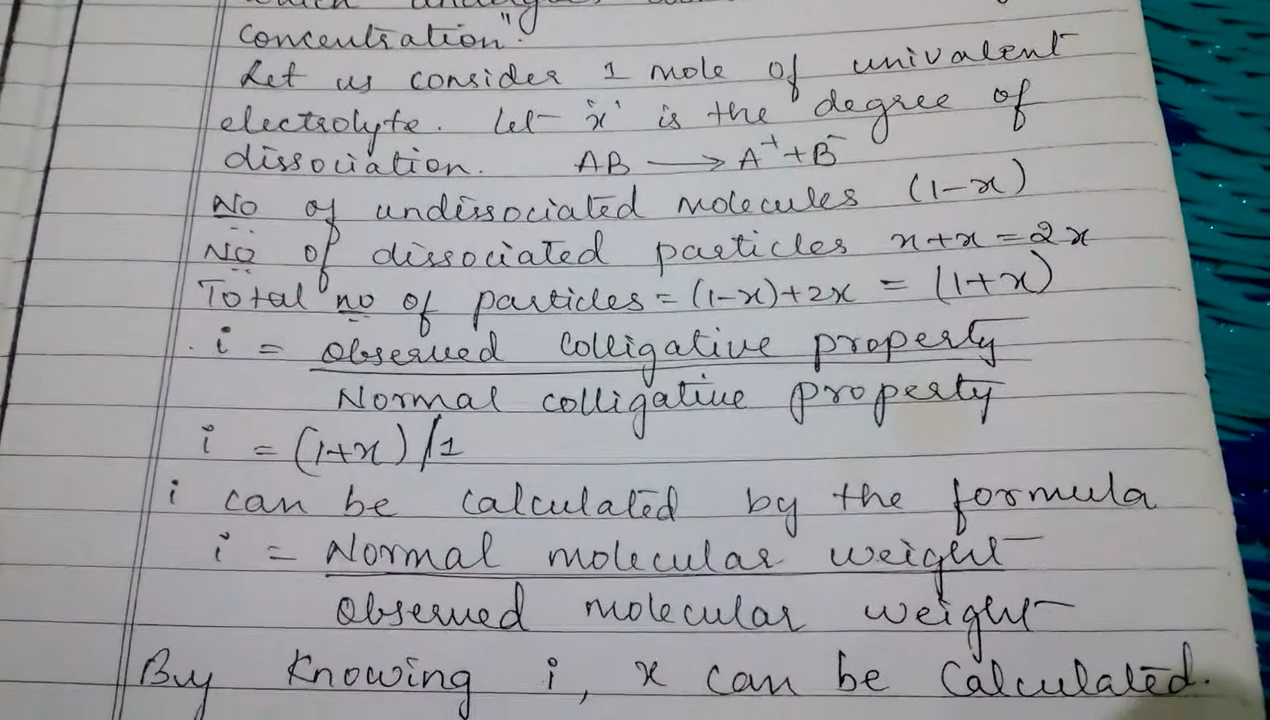 concentration."
Let us consider 1 mole of univalent
electrolyte. Let 'x' is the degree of
dissociation. AB ⟶ A⁺ + B⁻
No of undissociated molecules (1-x)
No of dissociated particles x+x=2x
Total no of particles = (1-x)+2x = (1+x)
i = Observed colligative property
Normal colligative property
i = (1+x)/1
i can be calculated by the formula
i = Normal molecular weight
Observed molecular weight
By knowing i, x can be calculated.